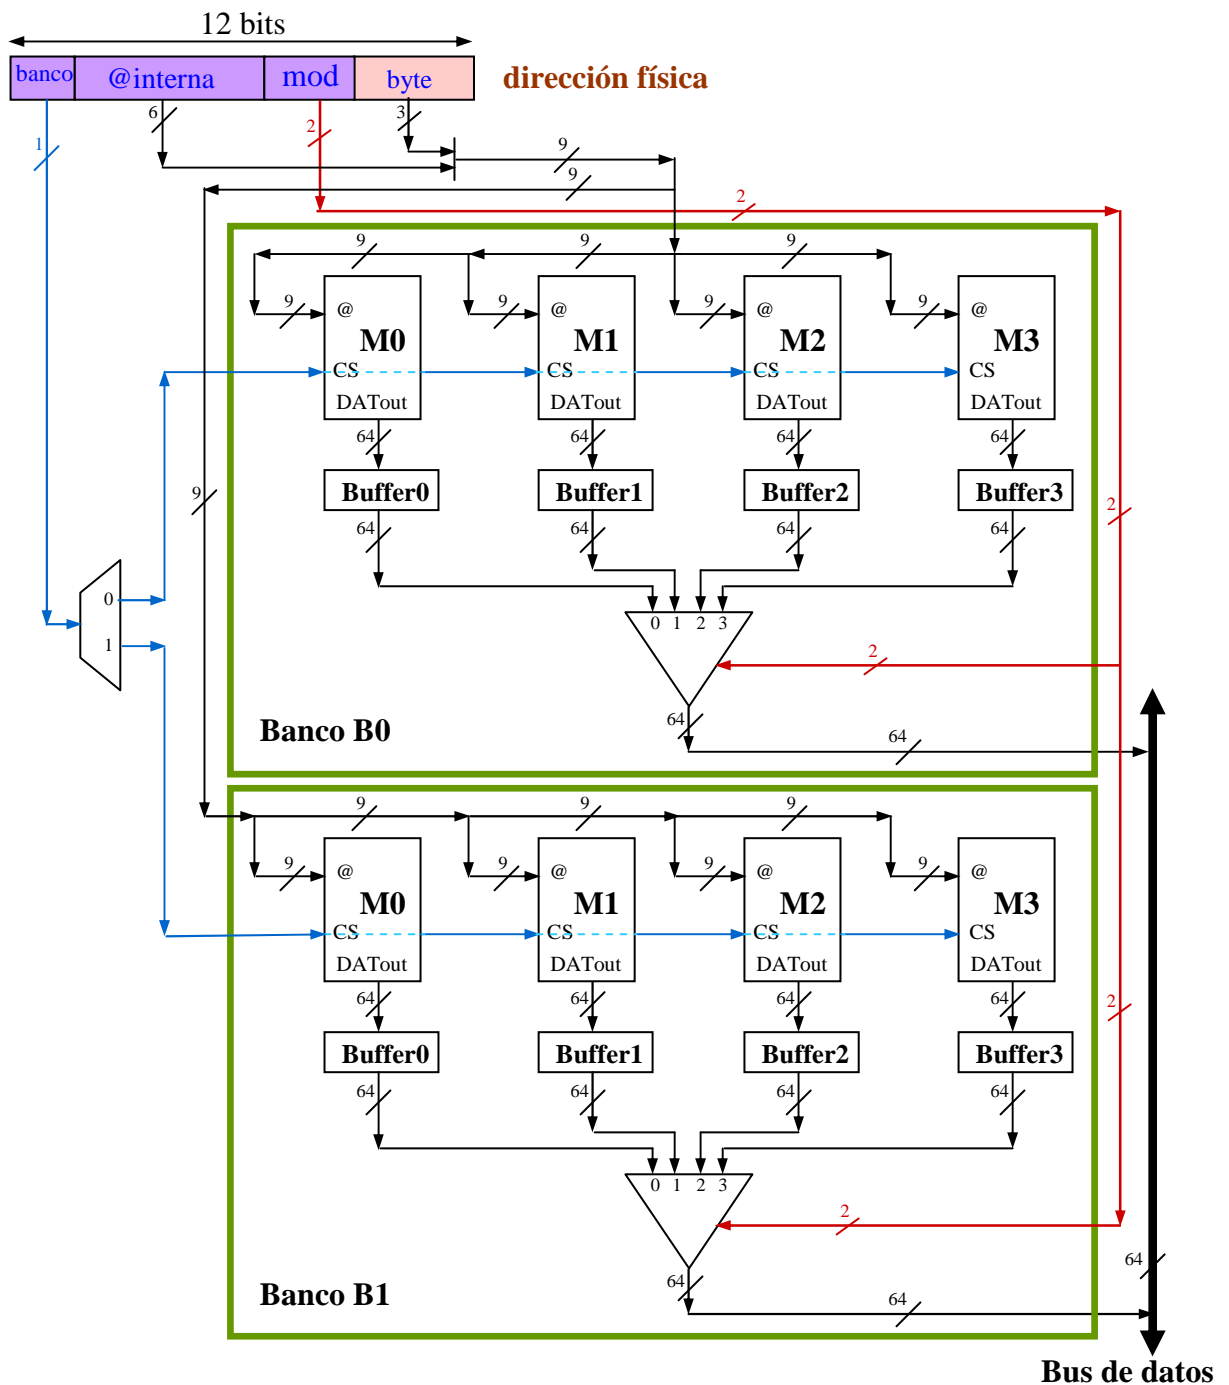 12 bits
banco @interna mod byte dirección física
1 6 2 3
9
9
2
9 9 9
9 9 9 9
@ @ @ @
M0 M1 M2 M3
CS CS CS CS
DATout DATout DATout DATout
64 64 64 64
Buffer0 Buffer1 Buffer2 Buffer3
9 2
64 64 64 64
0
1
0 1 2 3
2
64
64
Banco B0
9 9 9
9 9 9 9
@ @ @ @
M0 M1 M2 M3
CS CS CS CS
DATout DATout DATout DATout
64 64 64 64
2
Buffer0 Buffer1 Buffer2 Buffer3
64 64 64 64
0 1 2 3
2
64
64
64
Banco B1
Bus de datos